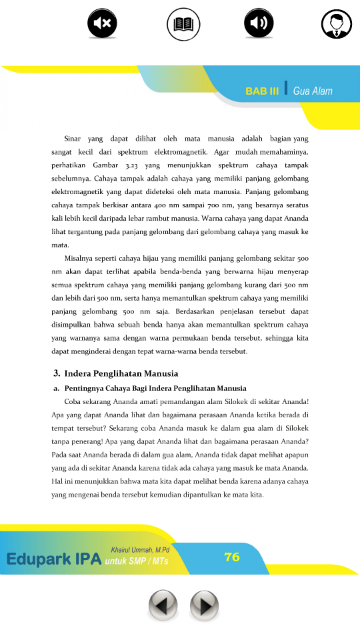 BAB III | Gua Alam
Sinar yang dapat dilihat oleh mata manusia adalah bagian yang
sangat kecil dari spektrum elektromagnetik. Agar mudah memahaminya,
perhatikan Gambar 3.23 yang menunjukkan spektrum cahaya tampak
sebelumnya. Cahaya tampak adalah cahaya yang memiliki panjang gelombang
elektromagnetik yang dapat dideteksi oleh mata manusia. Panjang gelombang
cahaya tampak berkisar antara 400 nm sampai 700 nm, yang besarnya seratus
kali lebih kecil daripada lebar rambut manusia. Warna cahaya yang dapat Ananda
lihat tergantung pada panjang gelombang dari gelombang cahaya yang masuk ke
mata.
Misalnya seperti cahaya hijau yang memiliki panjang gelombang sekitar 500
nm akan dapat terlihat apabila benda-benda yang berwarna hijau menyerap
semua spektrum cahaya yang memiliki panjang gelombang kurang dari 500 nm
dan lebih dari 500 nm, serta hanya memantulkan spektrum cahaya yang memiliki
panjang gelombang 500 nm saja. Berdasarkan penjelasan tersebut dapat
disimpulkan bahwa sebuah benda hanya akan memantulkan spektrum cahaya
yang warnanya sama dengan warna permukaan benda tersebut, sehingga kita
dapat menginderai dengan tepat warna-warna benda tersebut.
3. Indera Penglihatan Manusia
a. Pentingnya Cahaya Bagi Indera Penglihatan Manusia
Coba sekarang Ananda amati pemandangan alam Silokek di sekitar Ananda!
Apa yang dapat Ananda lihat dan bagaimana perasaan Ananda ketika berada di
tempat tersebut? Sekarang coba Ananda masuk ke dalam gua alam di Silokek
tanpa penerang! Apa yang dapat Ananda lihat dan bagaimana perasaan Ananda?
Pada saat Ananda berada di dalam gua alam, Ananda tidak dapat melihat apapun
yang ada di sekitar Ananda karena tidak ada cahaya yang masuk ke mata Ananda.
Hal ini menunjukkan bahwa mata kita dapat melihat benda karena adanya cahaya
yang mengenai benda tersebut kemudian dipantulkan ke mata kita.
Khairul Ummah, M.Pd
Edupark IPA untuk SMP / MTs
76